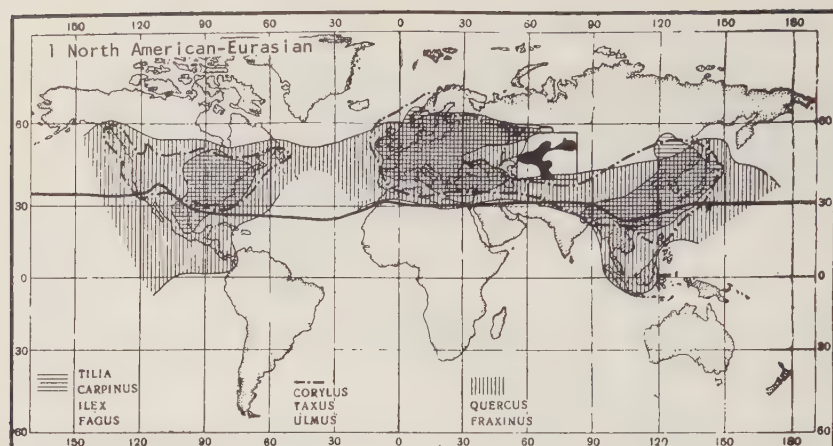 150 120 90 60 30 0 30 60 90 120 150 180
1 North American-Eurasian
60 60
30 30
0 0
30 30
TILIA
CARPINUS
ILEX
FAGUS
CORYLUS
TAXUS
ULMUS
QUERCUS
FRAXINUS
60 60
150 120 90 60 30 0 30 60 90 120 150 180